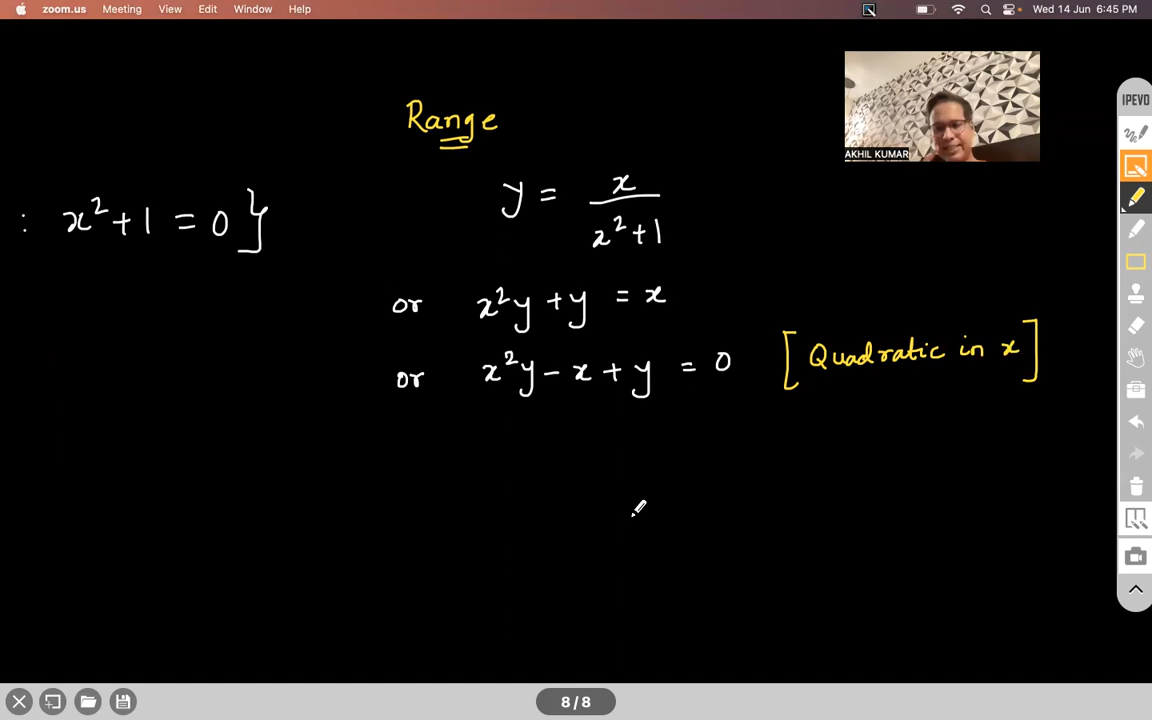 zoom.us Meeting View Edit Window Help Wed 14 Jun 6:45 PM
IPEVO
AKHIL KUMAR
Range
y = x / (x² + 1)
: x² + 1 = 0}
or x²y + y = x
or x²y − x + y = 0 [Quadratic in x]
8 / 8